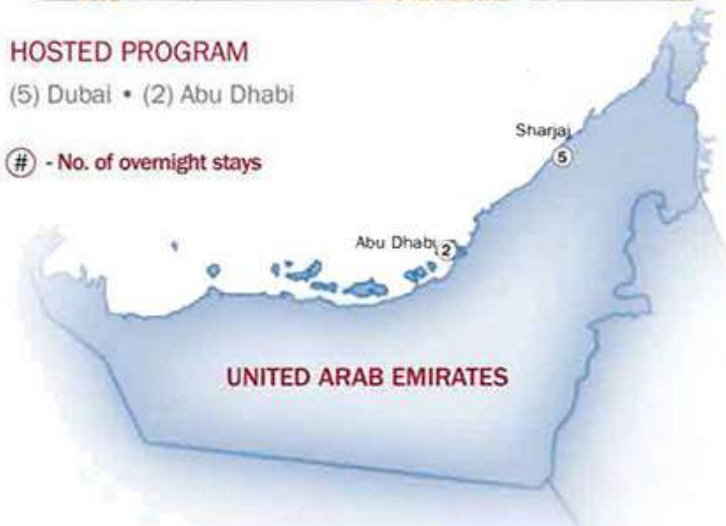 HOSTED PROGRAM
(5) Dubai • (2) Abu Dhabi
# - No. of overnight stays
Sharjaj
5
Abu Dhabi
2
UNITED ARAB EMIRATES